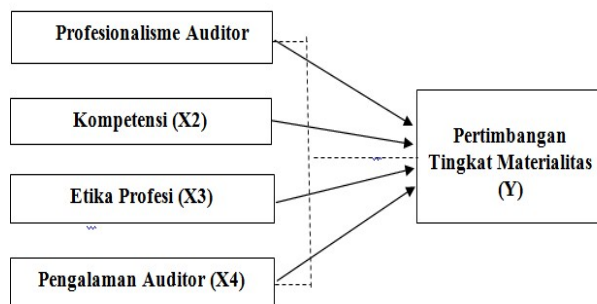 Profesionalisme Auditor
Kompetensi (X2)
Etika Profesi (X3)
Pengalaman Auditor (X4)
Pertimbangan
Tingkat Materialitas
(Y)